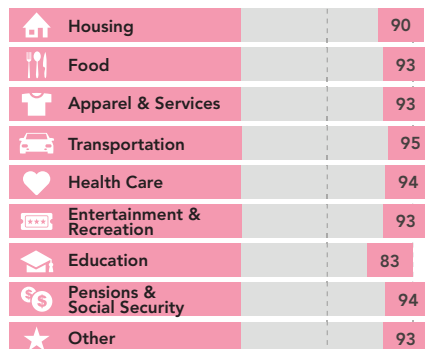 Housing 90
Food 93
Apparel & Services 93
Transportation 95
Health Care 94
Entertainment &
Recreation 93
Education 83
Pensions &
Social Security 94
Other 93